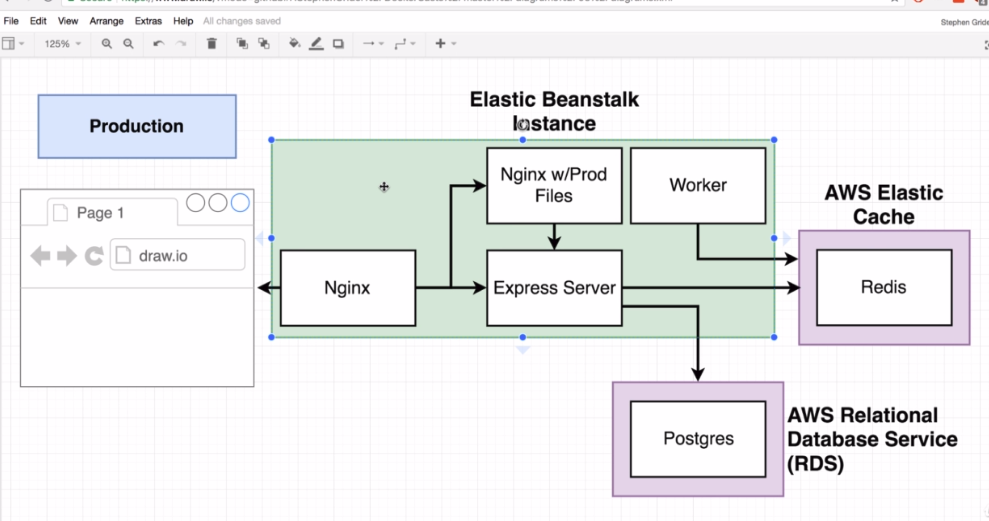 File Edit View Arrange Extras Help All changes saved
Stephen Gride
125%
Production
Elastic Beanstalk
Instance
Page 1
draw.io
Nginx
Nginx w/Prod
Files
Worker
Express Server
AWS Elastic
Cache
Redis
Postgres
AWS Relational
Database Service
(RDS)